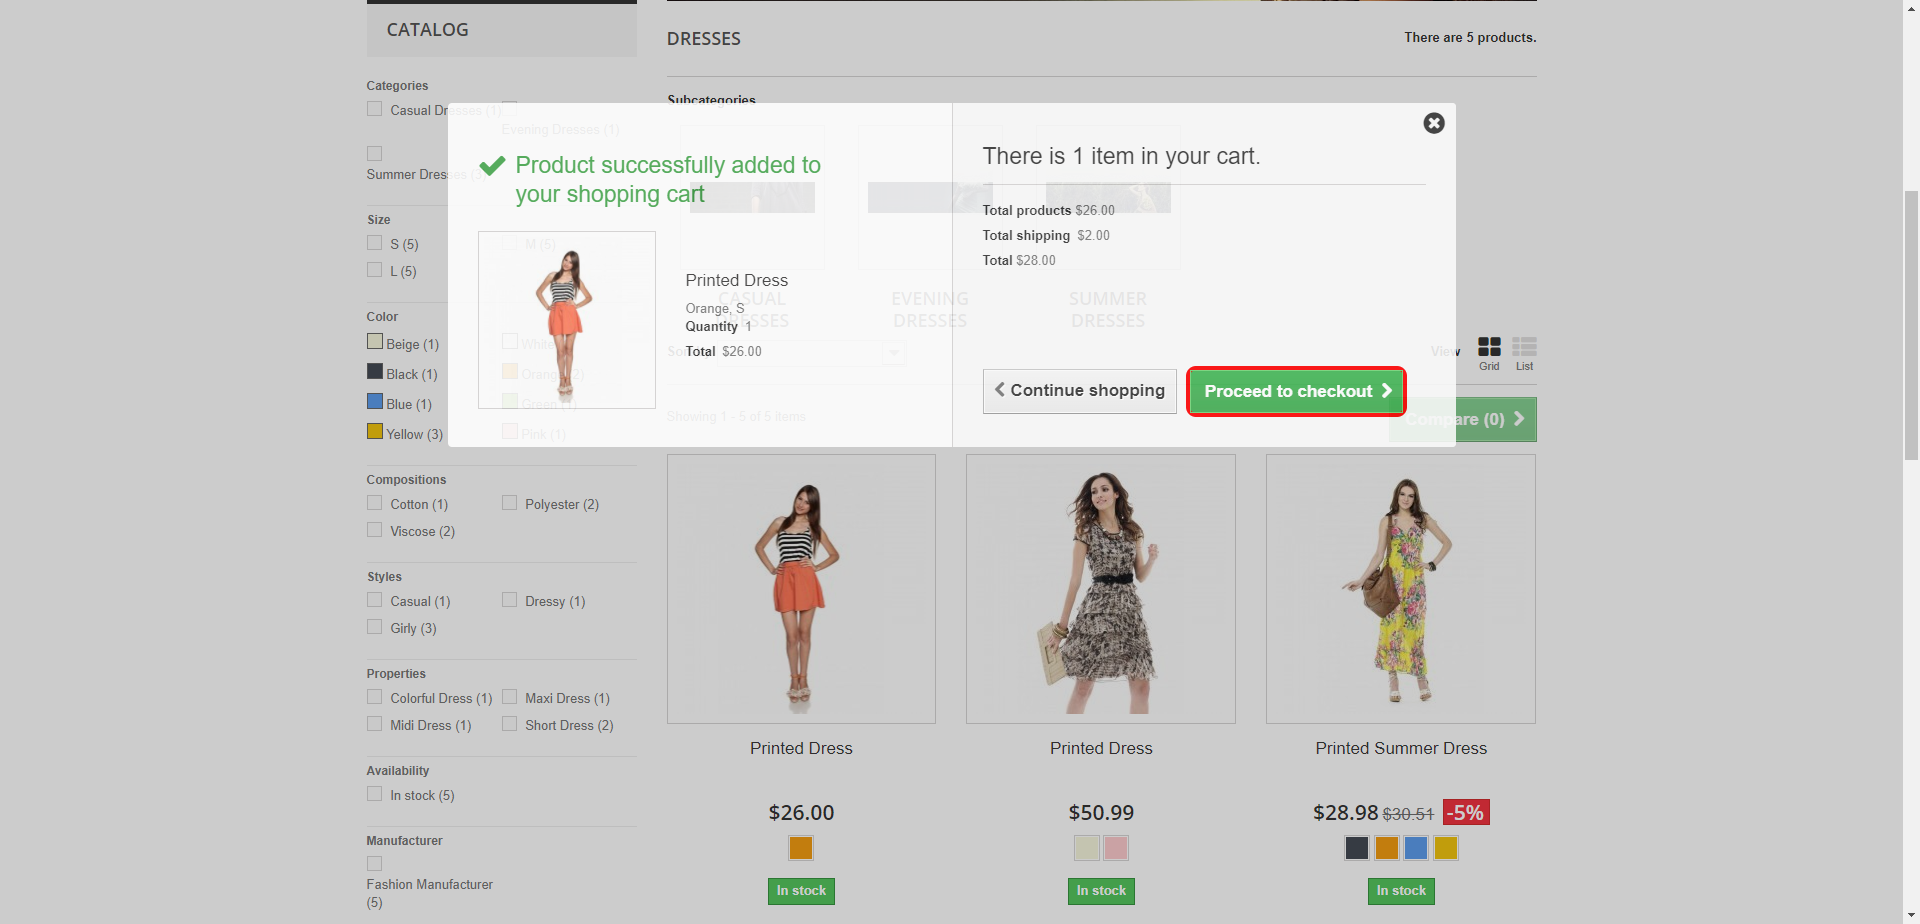 CATALOG
DRESSES
There are 5 products.
Categories
Casual Dresses (1)
Evening Dresses (1)
Summer Dresses (3)
Subcategories
Size
S (5)
M (5)
L (5)
Color
Beige (1)
White
Black (1)
Orange (2)
Blue (1)
Green (1)
Yellow (3)
Pink (1)
Compositions
Cotton (1)
Polyester (2)
Viscose (2)
Styles
Casual (1)
Dressy (1)
Girly (3)
Properties
Colorful Dress (1)
Maxi Dress (1)
Midi Dress (1)
Short Dress (2)
Availability
In stock (5)
Manufacturer
Fashion Manufacturer
(5)
Product successfully added to
your shopping cart
Printed Dress
Orange, S
Quantity 1
Total $26.00
There is 1 item in your cart.
Total products $26.00
Total shipping $2.00
Total $28.00
Continue shopping
Proceed to checkout
CASUAL
DRESSES
EVENING
DRESSES
SUMMER
DRESSES
View
Grid
List
Showing 1 - 5 of 5 items
Compare (0)
Printed Dress
$26.00
In stock
Printed Dress
$50.99
In stock
Printed Summer Dress
$28.98 $30.51 -5%
In stock